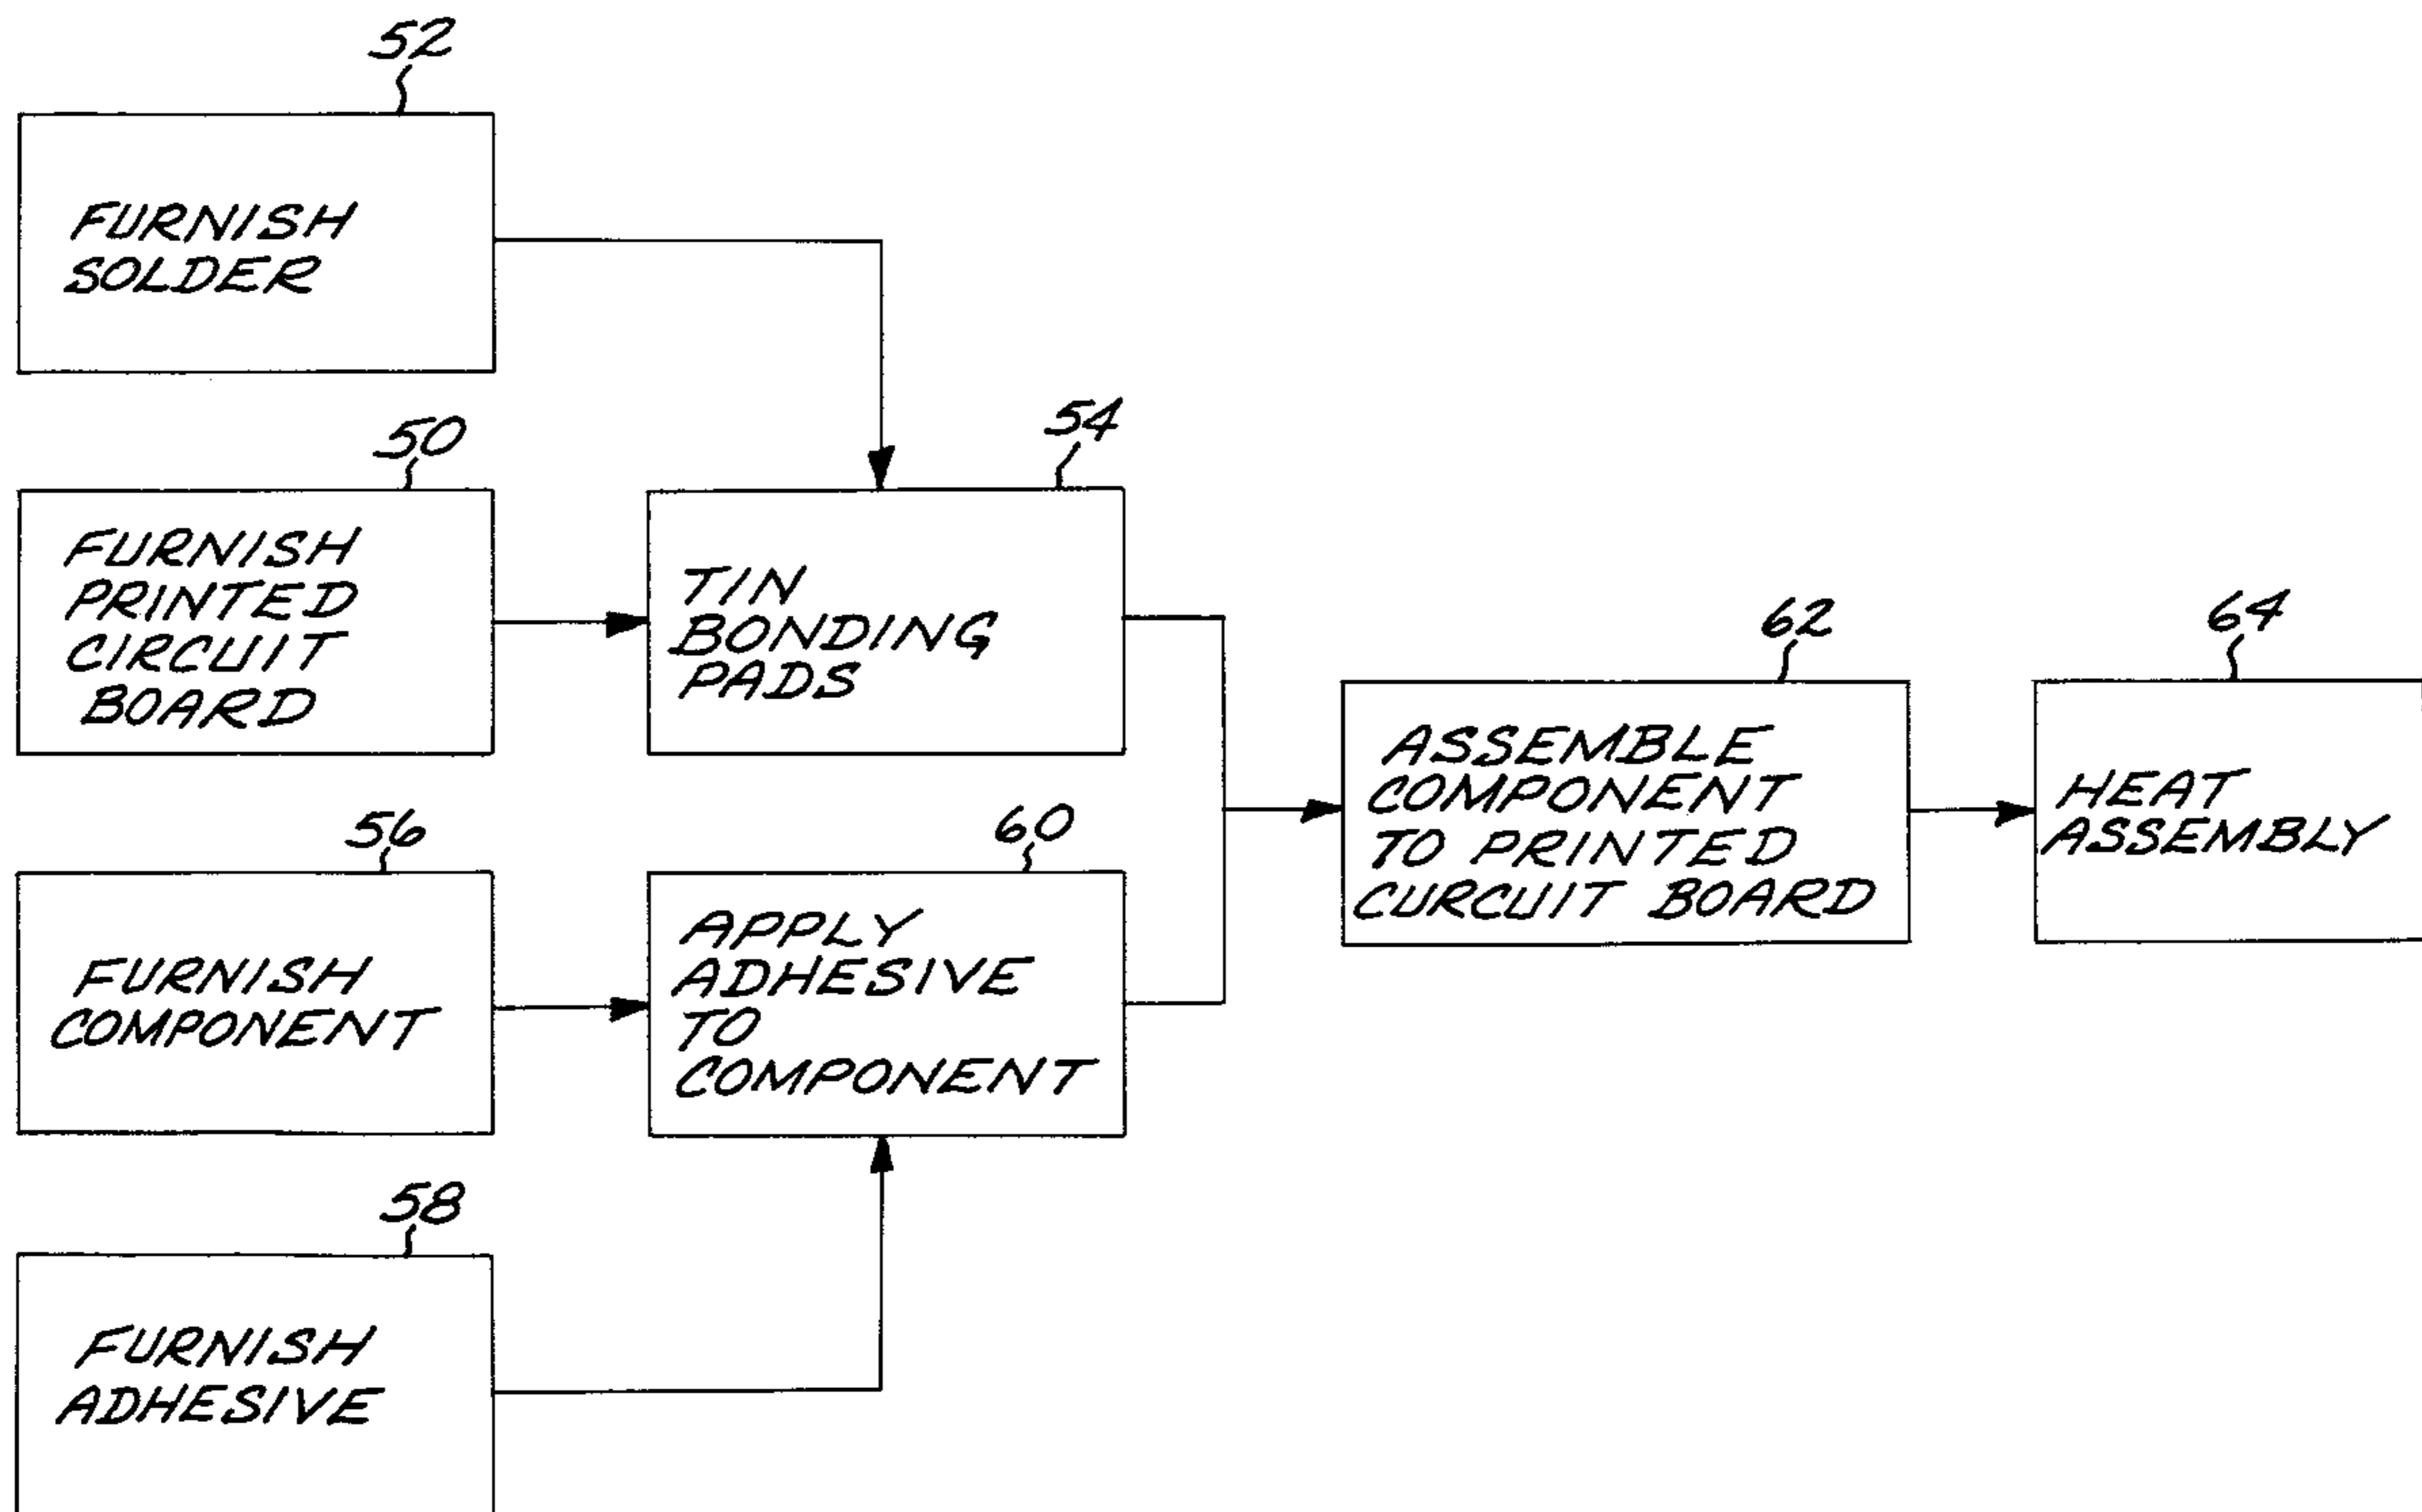 52
FURNISH
SOLDER
50
FURNISH
PRINTED
CIRCUIT
BOARD
54
TIN
BONDING
PADS
56
FURNISH
COMPONENT
60
APPLY
ADHESIVE
TO
COMPONENT
58
FURNISH
ADHESIVE
62
ASSEMBLE
COMPONENT
TO PRINTED
CURCUIT BOARD
64
HEAT
ASSEMBLY